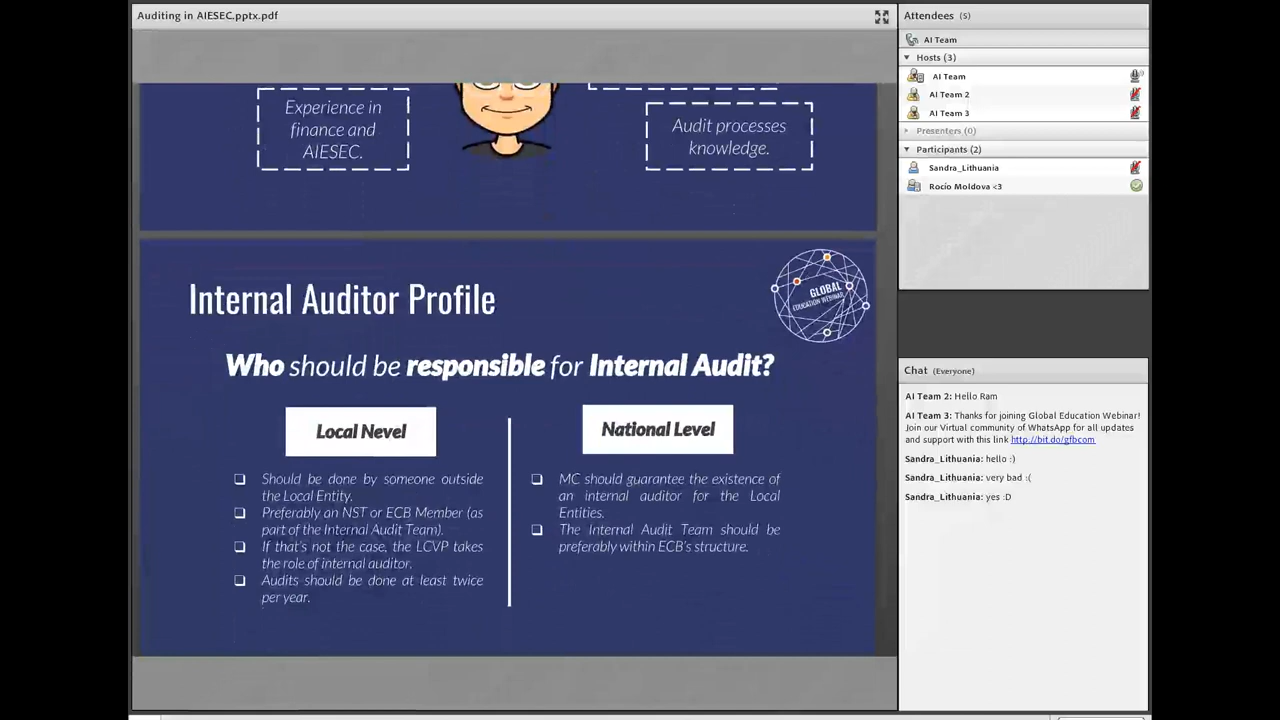 Auditing in AIESEC.pptx.pdf
Experience in
finance and
AIESEC.
Audit processes
knowledge.
Internal Auditor Profile
GLOBAL
EDUCATION WEBINAR
Who should be responsible for Internal Audit?
Local Nevel
Should be done by someone outside
the Local Entity.
Preferably an NST or ECB Member (as
part of the Internal Audit Team).
If that's not the case, the LCVP takes
the role of internal auditor.
Audits should be done at least twice
per year.
National Level
MC should guarantee the existence of
an internal auditor for the Local
Entities.
The Internal Audit Team should be
preferably within ECB's structure.
Attendees (5)
AI Team
Hosts (3)
AI Team
AI Team 2
AI Team 3
Presenters (0)
Participants (2)
Sandra_Lithuania
Rocío Moldova <3
Chat (Everyone)
AI Team 2: Hello Ram
AI Team 3: Thanks for joining Global Education Webinar!
Join our Virtual community of WhatsApp for all updates
and support with this link http://bit.do/gfbcom
Sandra_Lithuania: hello :)
Sandra_Lithuania: very bad :(
Sandra_Lithuania: yes :D